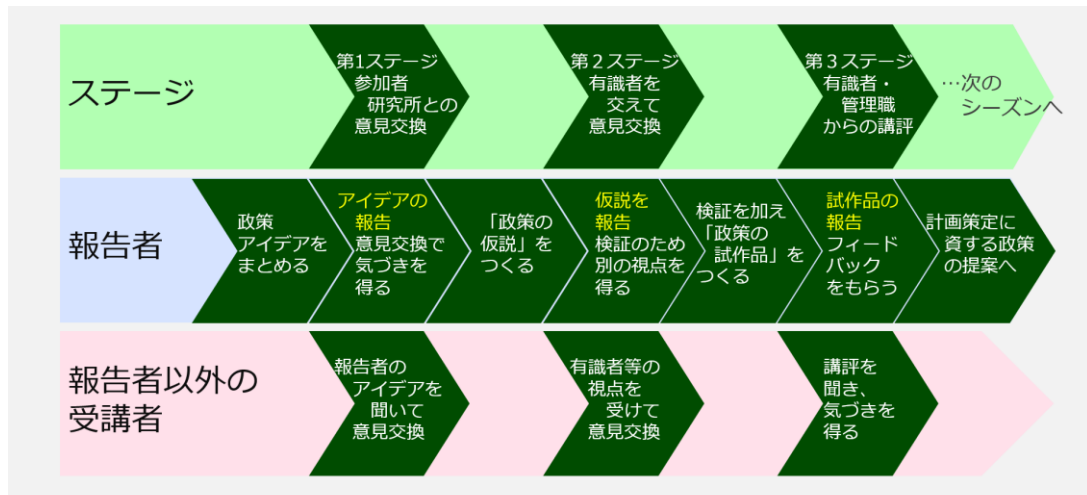 ステージ
第1ステージ
参加者
研究所との
意見交換
第２ステージ
有識者を
交えて
意見交換
第３ステージ
有識者・
管理職
からの講評
…次の
シーズンへ
報告者
政策
アイデアを
まとめる
アイデアの
報告
意見交換で
気づきを
得る
「政策の
仮説」を
つくる
仮説を
報告
検証のため
別の視点を
得る
検証を加え
「政策の
試作品」を
つくる
試作品の
報告
フィード
バック
をもらう
計画策定に
資する政策
の提案へ
報告者以外の
受講者
報告者の
アイデアを
聞いて
意見交換
有識者等の
視点を
受けて
意見交換
講評を
聞き、
気づきを
得る